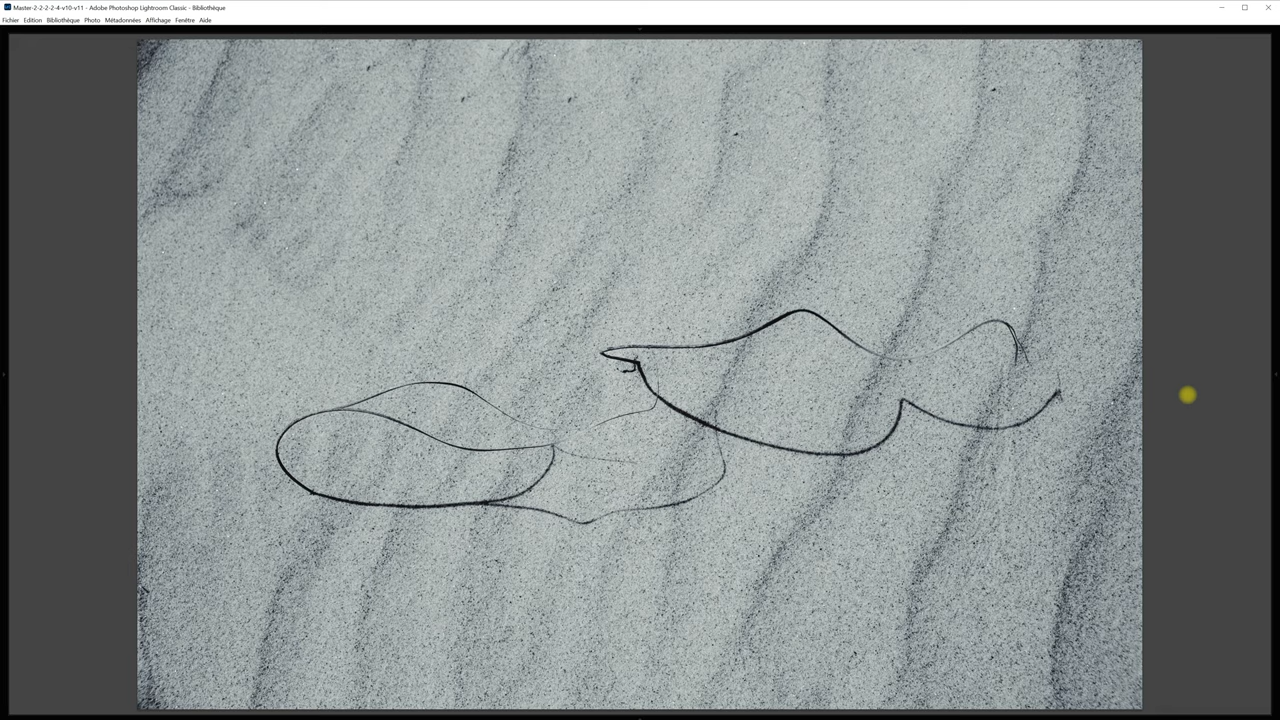 Master-2-2-2-2-4-v10-v11 - Adobe Photoshop Lightroom Classic - Bibliothèque
Fichier Edition Bibliothèque Photo Métadonnées Affichage Fenêtre Aide